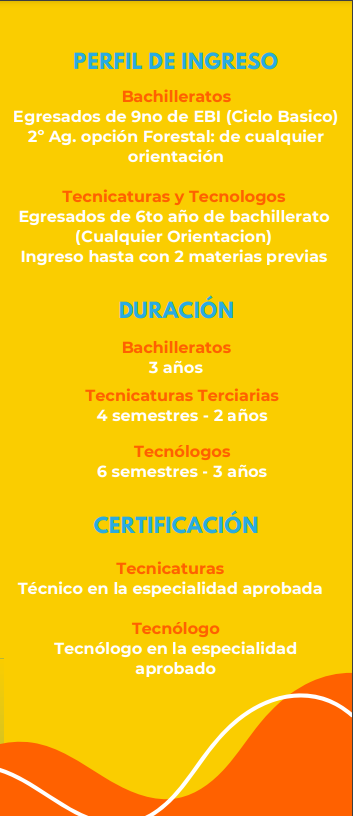 PERFIL DE INGRESO
Bachilleratos
Egresados de 9no de EBI (Ciclo Basico)
2º Ag. opción Forestal: de cualquier
orientación
Tecnicaturas y Tecnologos
Egresados de 6to año de bachillerato
(Cualquier Orientacion)
Ingreso hasta con 2 materias previas
DURACIÓN
Bachilleratos
3 años
Tecnicaturas Terciarias
4 semestres - 2 años
Tecnólogos
6 semestres - 3 años
CERTIFICACIÓN
Tecnicaturas
Técnico en la especialidad aprobada
Tecnólogo
Tecnólogo en la especialidad
aprobado